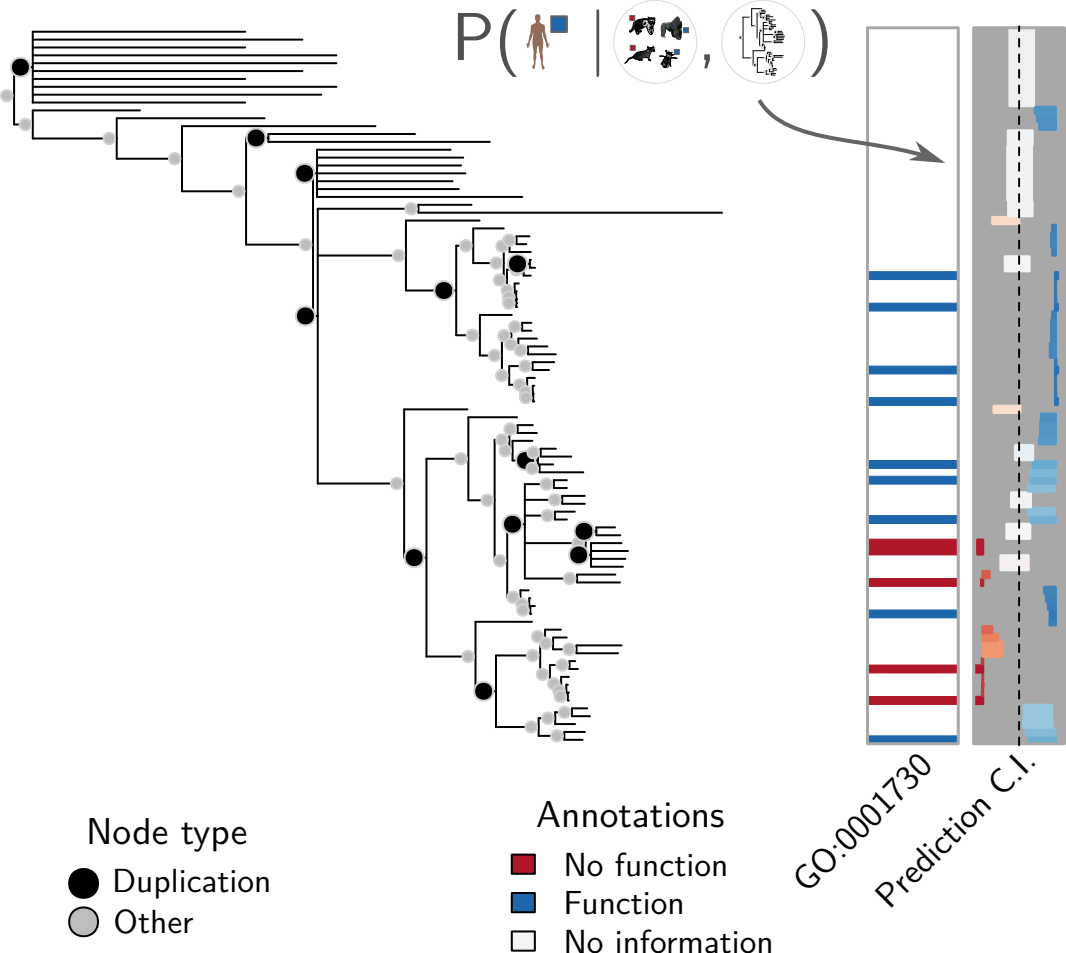 P( | , )
GO:0001730
Prediction C.I.
Node type
Duplication
Other
Annotations
No function
Function
No information